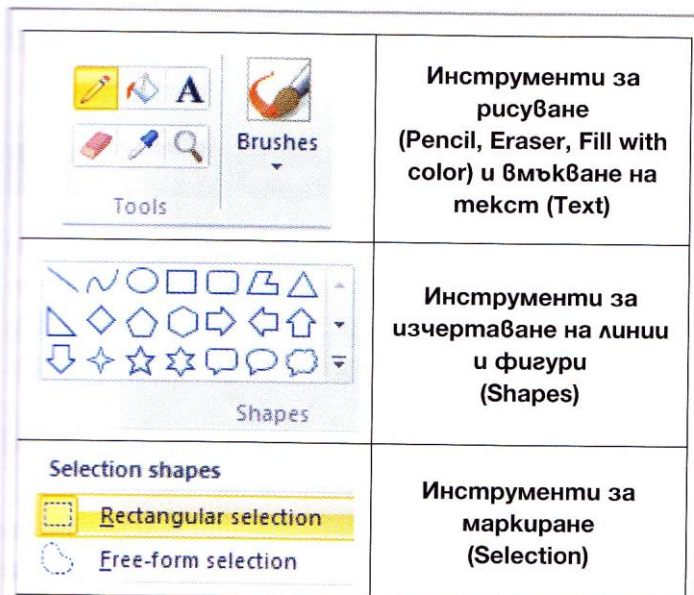 Brushes
Tools
Инструменти за
рисуване
(Pencil, Eraser, Fill with
color) и вмъкване на
текст (Text)
Shapes
Инструменти за
изчертаване на линии
и фигури
(Shapes)
Selection shapes
Rectangular selection
Free-form selection
Инструменти за
маркиране
(Selection)